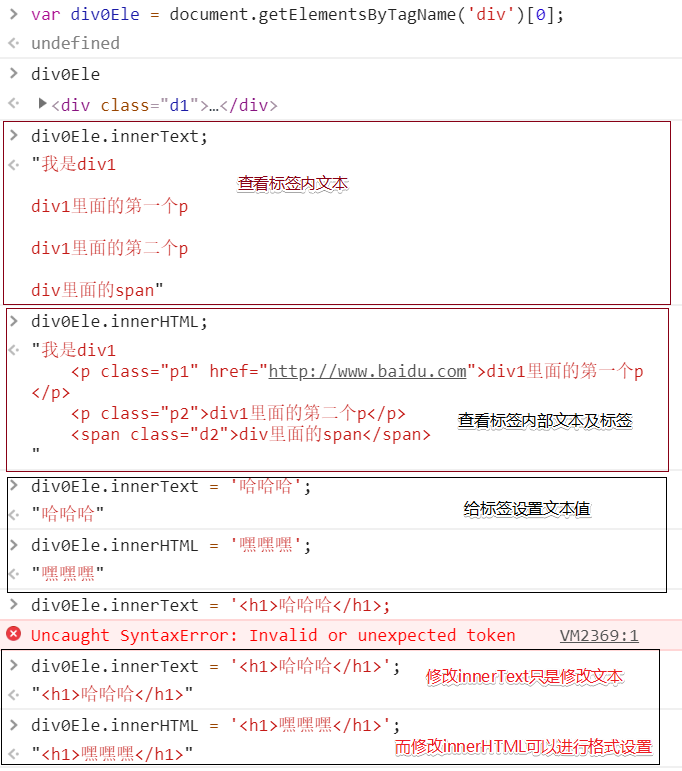 > var div0Ele = document.getElementsByTagName('div')[0];
< undefined
> div0Ele
< ▶<div class="d1">…</div>
> div0Ele.innerText;
< "我是div1
查看标签内文本
div1里面的第一个p
div1里面的第二个p
div里面的span"
> div0Ele.innerHTML;
< "我是div1
<p class="p1" href="http://www.baidu.com">div1里面的第一个p
</p>
<p class="p2">div1里面的第二个p</p>
查看标签内部文本及标签
<span class="d2">div里面的span</span>
"
> div0Ele.innerText = '哈哈哈';
给标签设置文本值
< "哈哈哈"
> div0Ele.innerHTML = '嘿嘿嘿';
< "嘿嘿嘿"
> div0Ele.innerText = '<h1>哈哈哈</h1>;
Uncaught SyntaxError: Invalid or unexpected token VM2369:1
> div0Ele.innerText = '<h1>哈哈哈</h1>';
修改innerText只是修改文本
< "<h1>哈哈哈</h1>"
> div0Ele.innerHTML = '<h1>嘿嘿嘿</h1>';
而修改innerHTML可以进行格式设置
< "<h1>嘿嘿嘿</h1>"